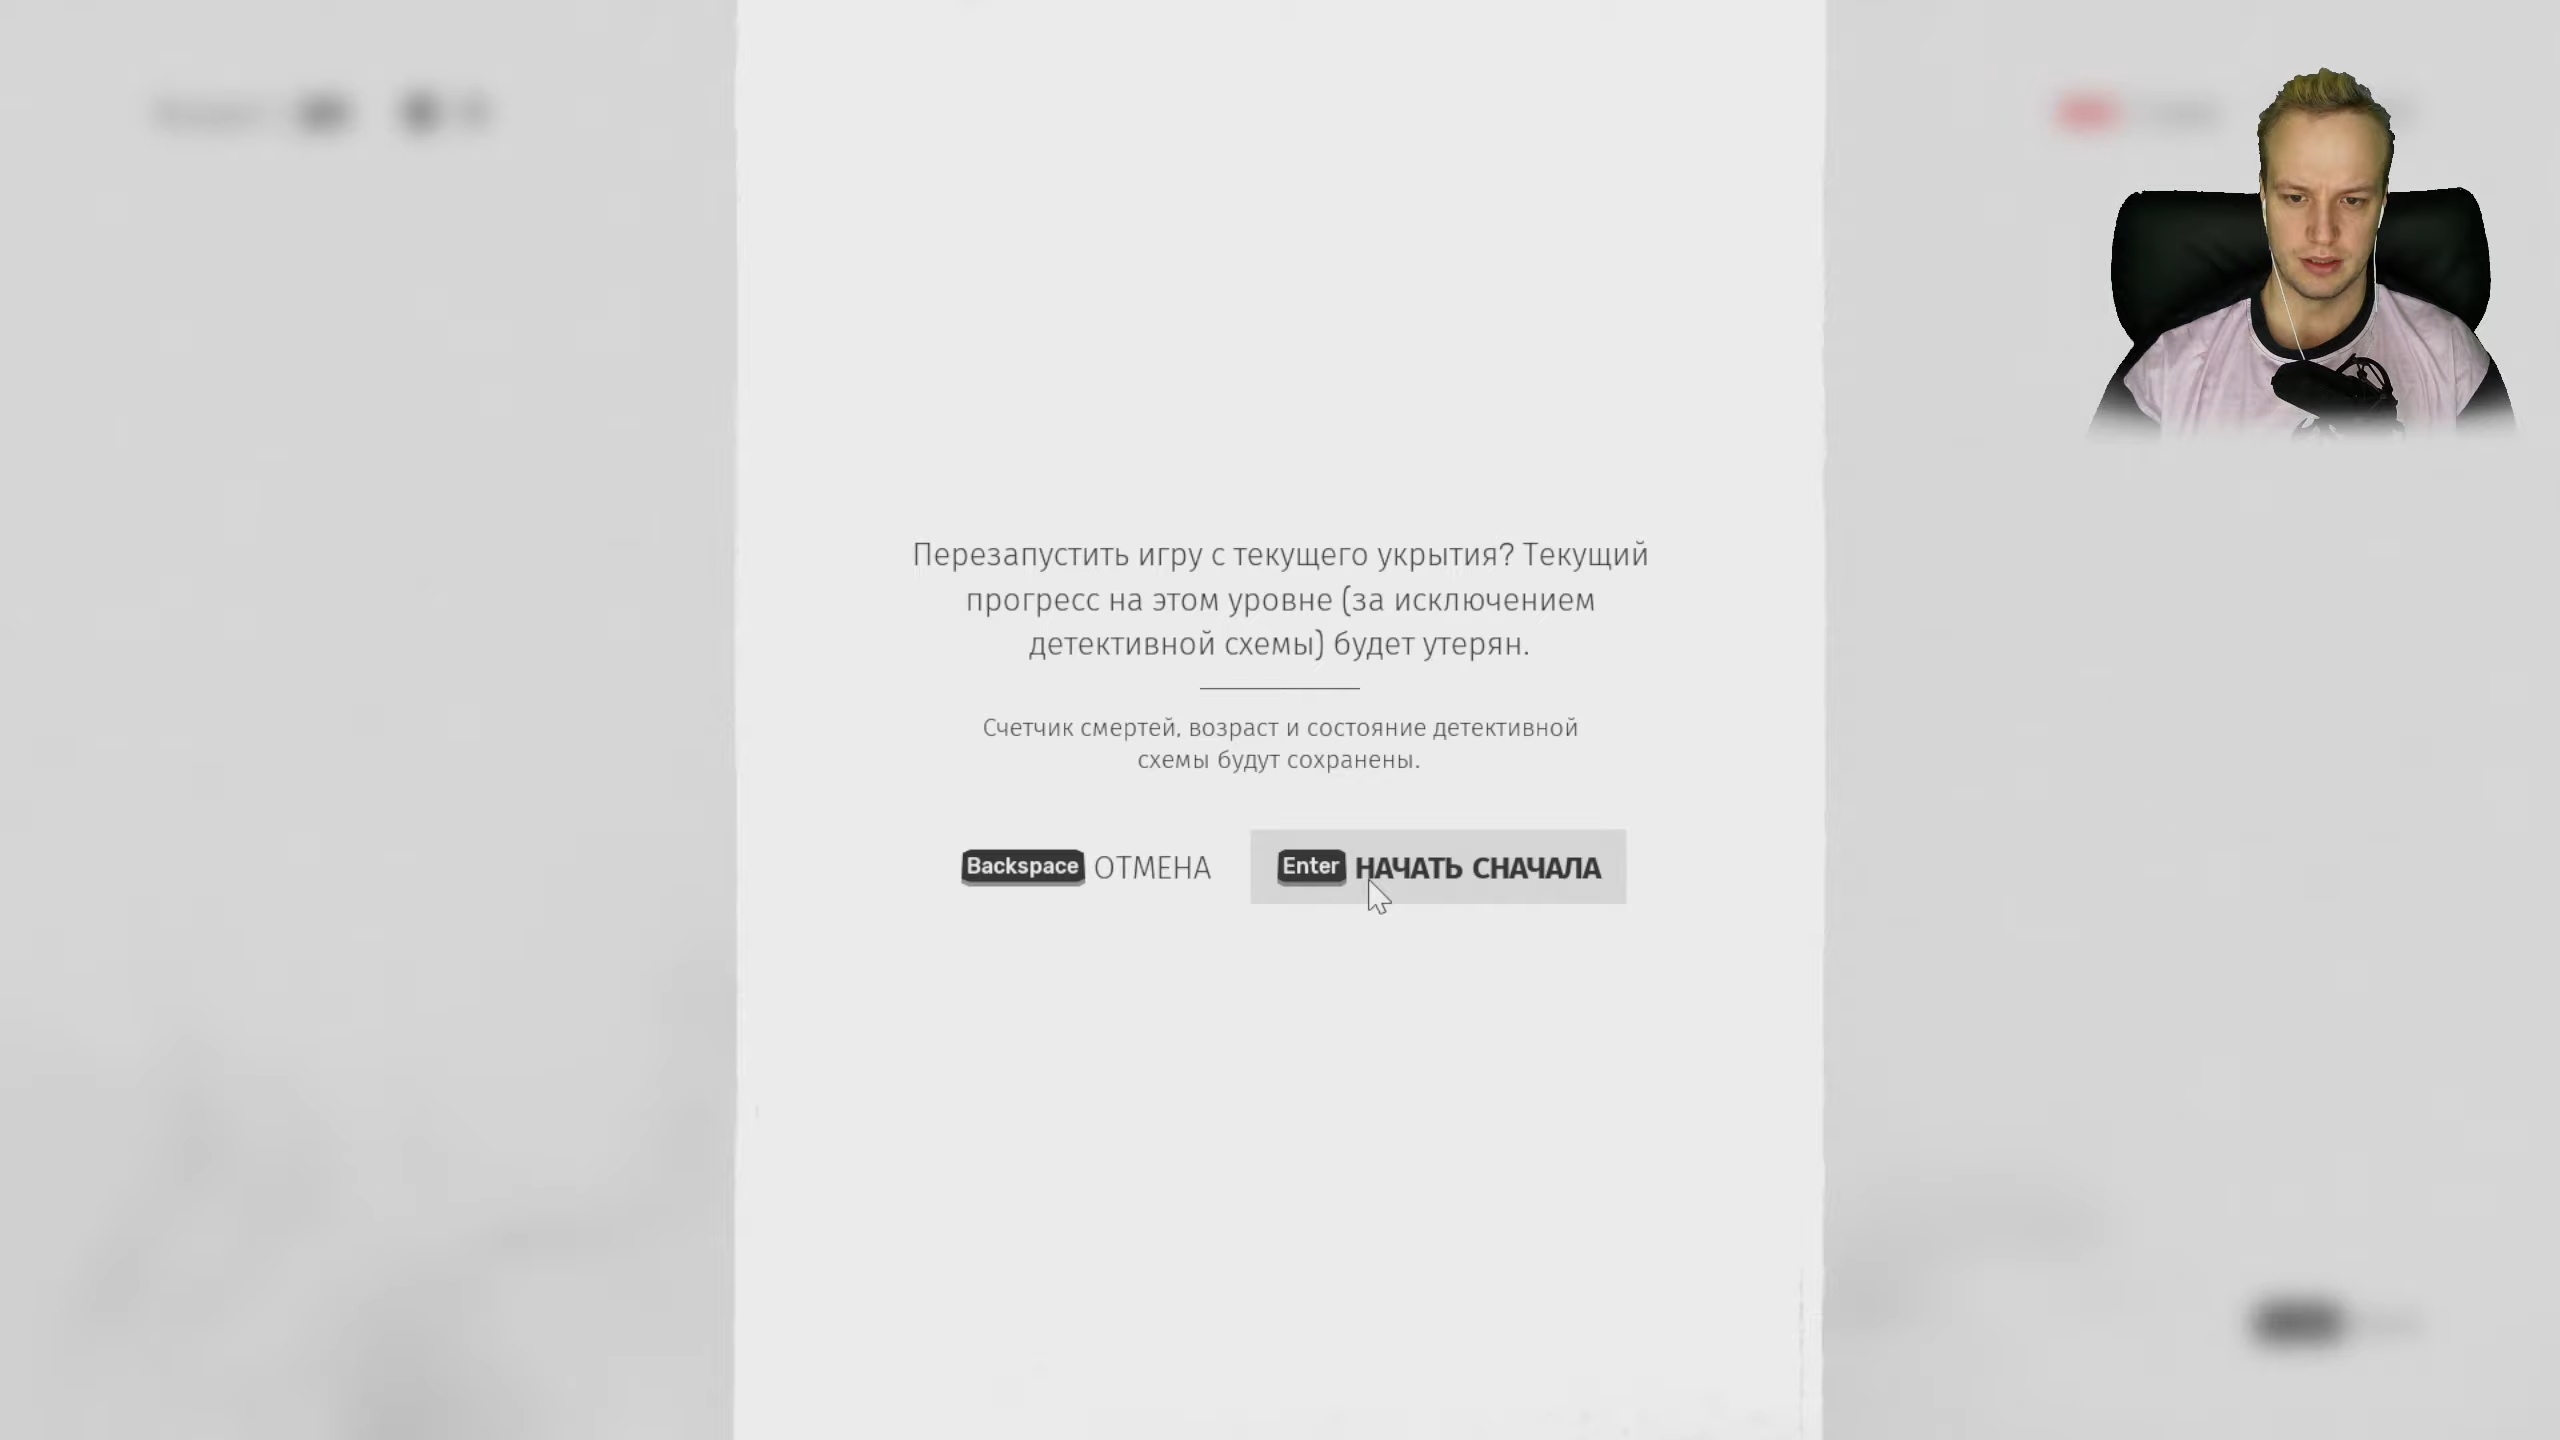 Перезапустить игру с текущего укрытия? Текущий
прогресс на этом уровне (за исключением
детективной схемы) будет утерян.
Счетчик смертей, возраст и состояние детективной
схемы будут сохранены.
Backspace ОТМЕНА
Enter НАЧАТЬ СНАЧАЛА